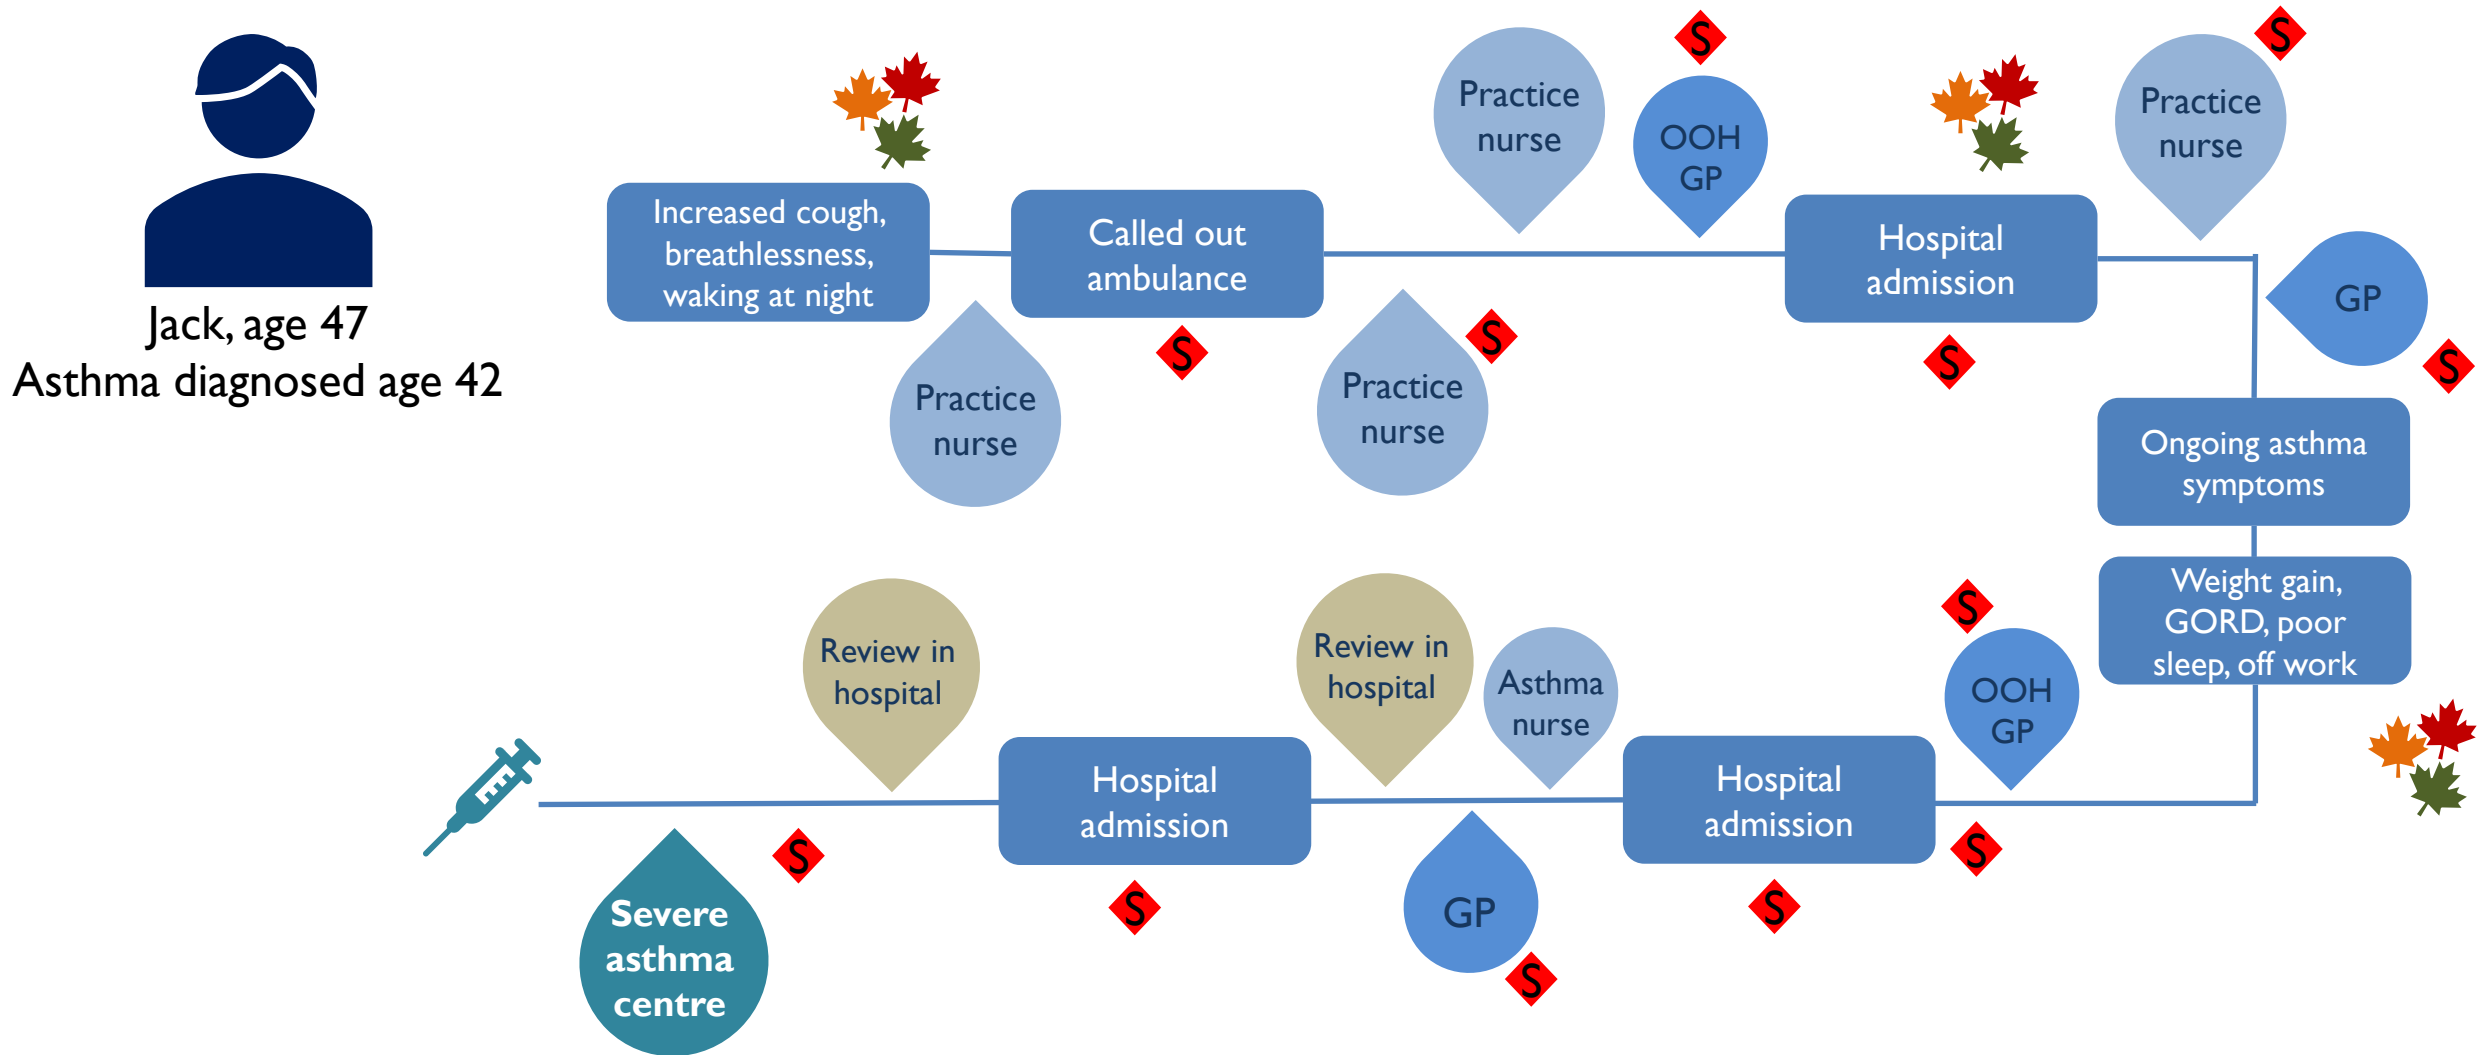 Jack, age 47
Asthma diagnosed age 42
Increased cough,
breathlessness,
waking at night
Practice
nurse
Called out
ambulance
S
Practice
nurse
S
Practice
nurse
S
OOH
GP
Hospital
admission
S
Practice
nurse
S
GP
S
Ongoing asthma
symptoms
Weight gain,
GORD, poor
sleep, off work
S
OOH
GP
S
Hospital
admission
S
Asthma
nurse
GP
S
Review in
hospital
Hospital
admission
S
Review in
hospital
S
Severe
asthma
centre